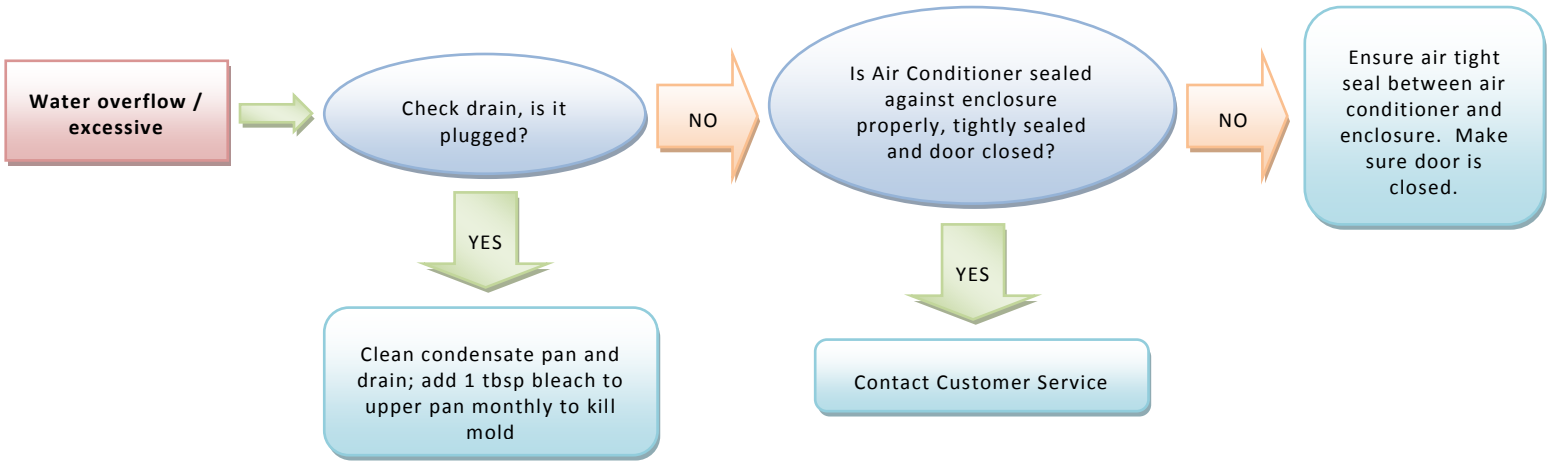 Water overflow /
excessive
Check drain, is it
plugged?
NO
Is Air Conditioner sealed
against enclosure
properly, tightly sealed
and door closed?
NO
Ensure air tight
seal between air
conditioner and
enclosure.  Make
sure door is
closed.
YES
YES
Clean condensate pan and
drain; add 1 tbsp bleach to
upper pan monthly to kill
mold
Contact Customer Service